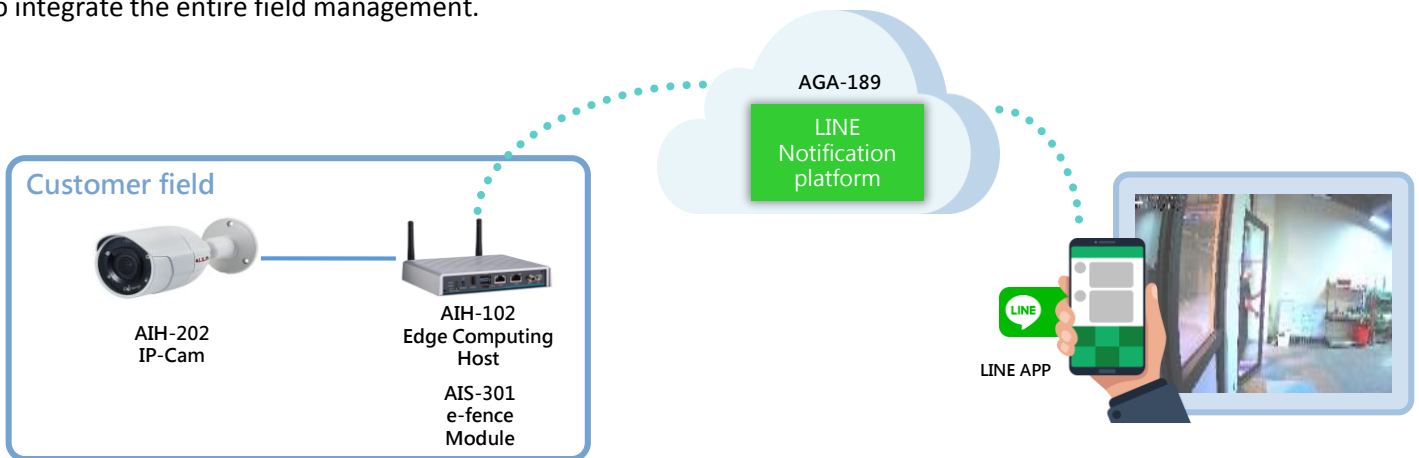 o integrate the entire field management.
AGA-189
LINE
Notification
platform
Customer field
AIH-202
IP-Cam
AIH-102
Edge Computing
Host
AIS-301
e-fence
Module
LINE
LINE APP